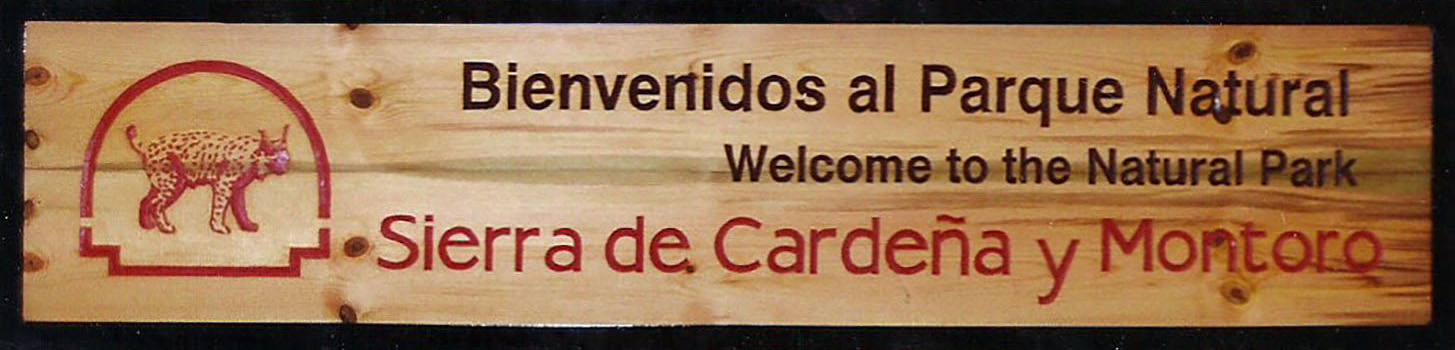 Bienvenidos al Parque Natural
Welcome to the Natural Park
Sierra de Cardeña y Montoro